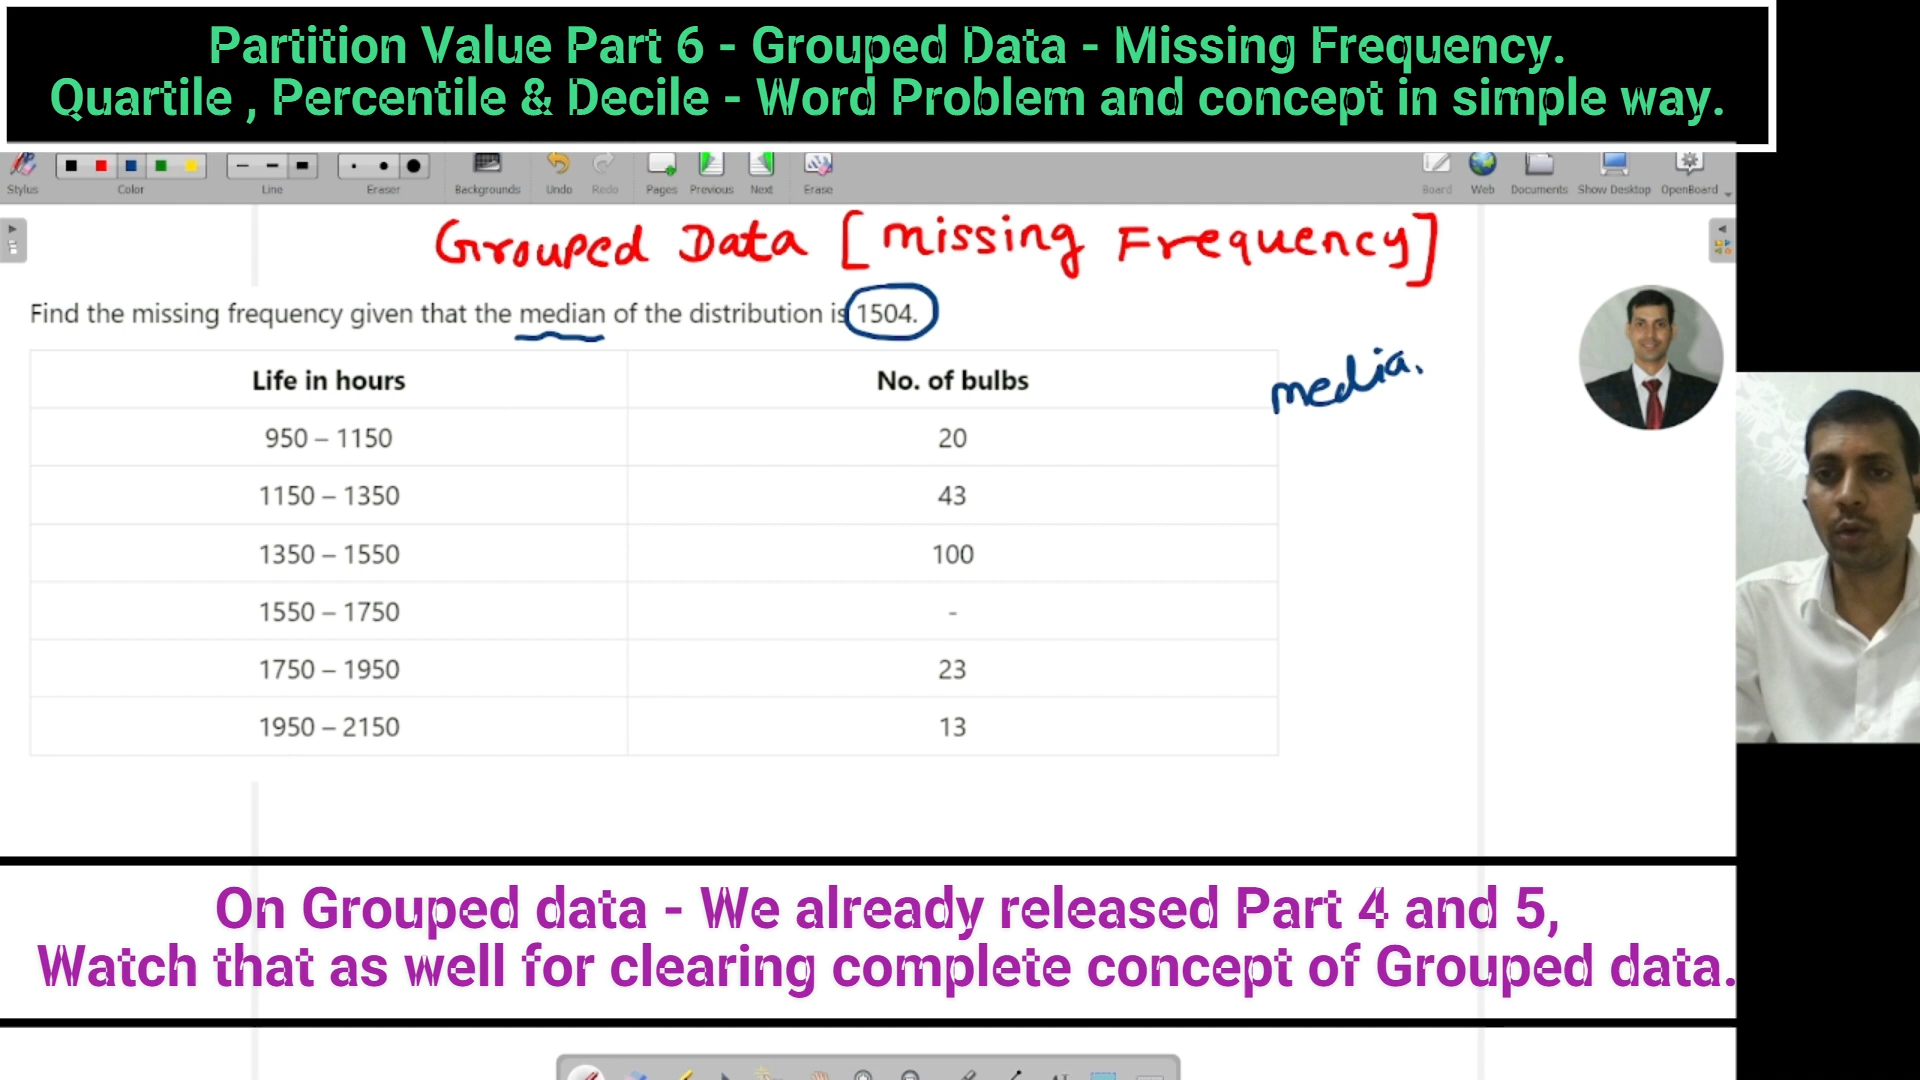 Partition Value Part 6 - Grouped Data - Missing Frequency.
Quartile , Percentile & Decile - Word Problem and concept in simple way.
Stylus Color Line Eraser Backgrounds Undo Redo Pages Previous Next Erase Board Web Documents Show Desktop OpenBoard
Grouped Data [missing Frequency]
Find the missing frequency given that the median of the distribution is 1504.
media.
Life in hours No. of bulbs
950 – 1150 20
1150 – 1350 43
1350 – 1550 100
1550 – 1750 -
1750 – 1950 23
1950 – 2150 13
On Grouped data - We already released Part 4 and 5,
Watch that as well for clearing complete concept of Grouped data.